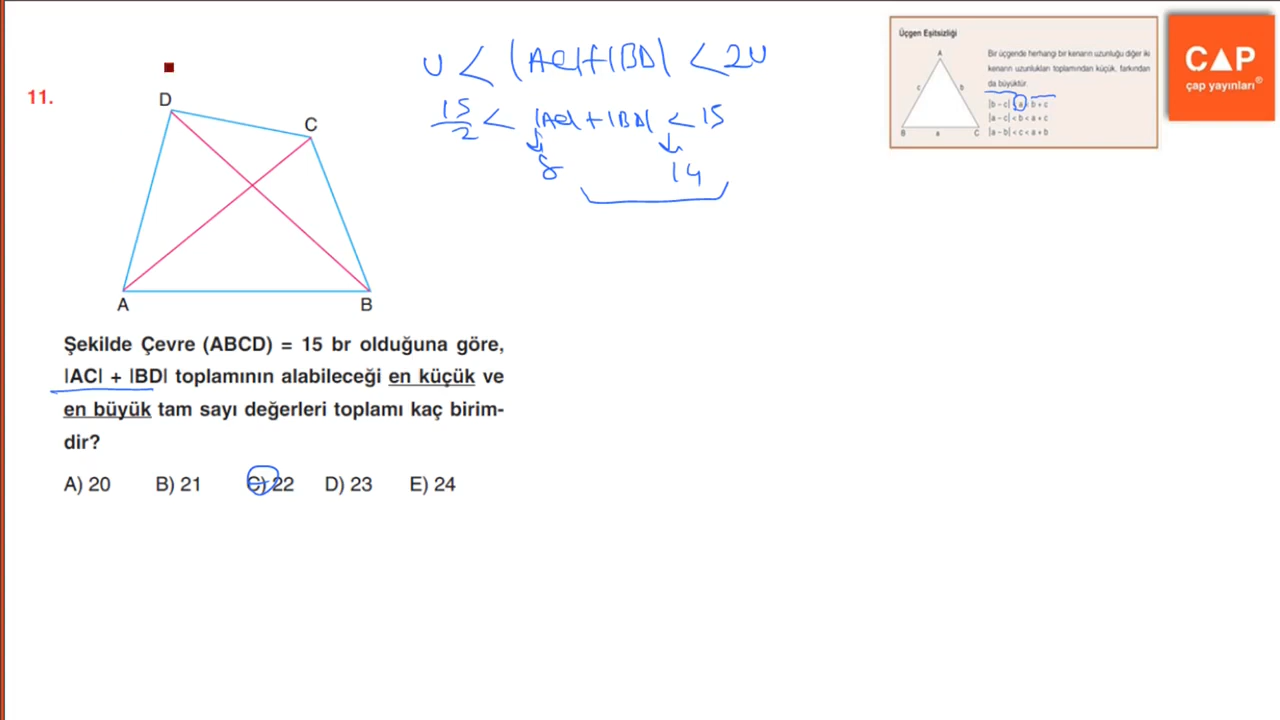 11.
D
C
A
B
U < |AC|+|BD| < 2U
15/2 < |AC| + |BD| < 15
8 14
Üçgen Eşitsizliği
Bir üçgende herhangi bir kenarın uzunluğu diğer iki
kenarın uzunlukları toplamından küçük, farkından
da büyüktür.
|b – c| < a < b + c
|a – c| < b < a + c
|a – b| < c < a + b
A
c
b
B
a
C
ÇAP
çap yayınları®
Şekilde Çevre (ABCD) = 15 br olduğuna göre,
|AC| + |BD| toplamının alabileceği en küçük ve
en büyük tam sayı değerleri toplamı kaç birim-
dir?
A) 20 B) 21 C) 22 D) 23 E) 24